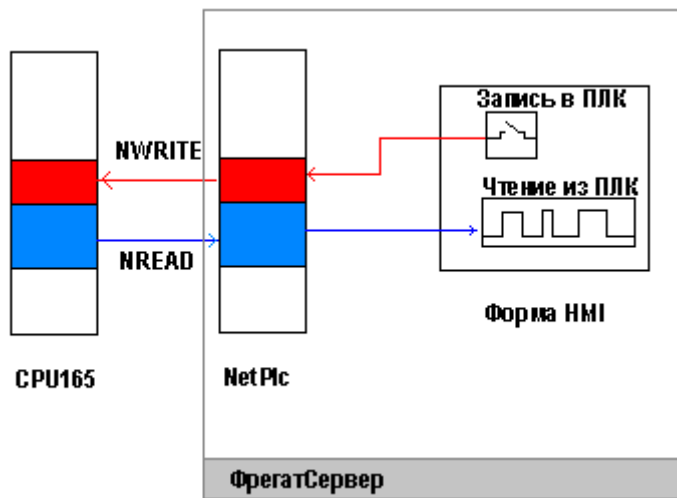 Запись в ПЛК
NWRITE
Чтение из ПЛК
NREAD
Форма HMI
CPU165
NetPlc
ФрегатСервер